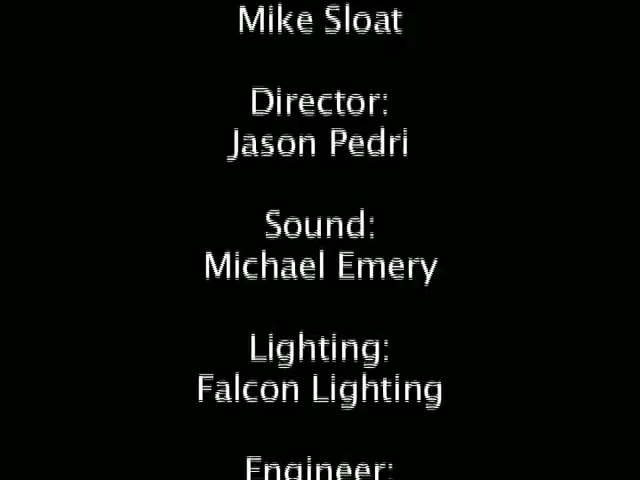 Mike Sloat
Director:
Jason Pedri
Sound:
Michael Emery
Lighting:
Falcon Lighting
Engineer: